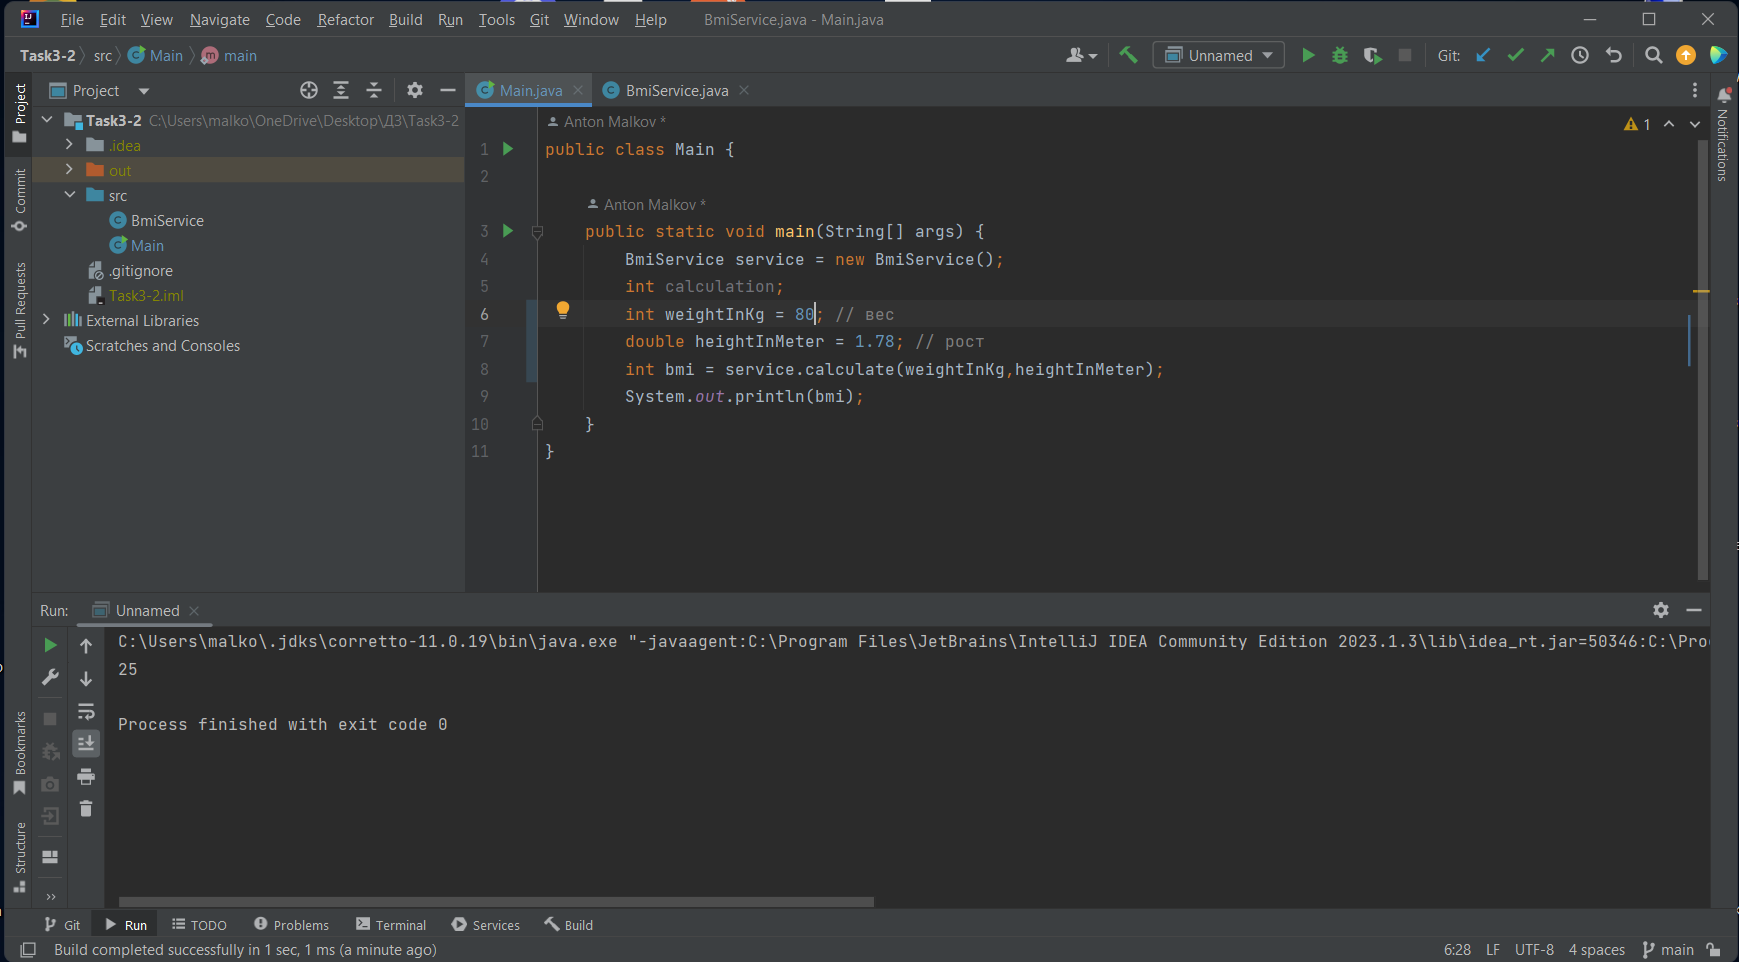 File Edit View Navigate Code Refactor Build Run Tools Git Window Help BmiService.java - Main.java
Task3-2 src Main main Unnamed Git:
Project
Main.java
BmiService.java
Task3-2 C:\Users\malko\OneDrive\Desktop\ДЗ\Task3-2
.idea
out
src
BmiService
Main
.gitignore
Task3-2.iml
External Libraries
Scratches and Consoles
Project
Commit
Pull Requests
Bookmarks
Structure
Notifications
Anton Malkov *
1
1 public class Main {
2
Anton Malkov *
3 public static void main(String[] args) {
4 BmiService service = new BmiService();
5 int calculation;
6 int weightInKg = 80; // вес
7 double heightInMeter = 1.78; // рост
8 int bmi = service.calculate(weightInKg,heightInMeter);
9 System.out.println(bmi);
10 }
11 }
Run: Unnamed
C:\Users\malko\.jdks\corretto-11.0.19\bin\java.exe "-javaagent:C:\Program Files\JetBrains\IntelliJ IDEA Community Edition 2023.1.3\lib\idea_rt.jar=50346:C:\Pro
25
Process finished with exit code 0
Git Run TODO Problems Terminal Services Build
Build completed successfully in 1 sec, 1 ms (a minute ago) 6:28 LF UTF-8 4 spaces main